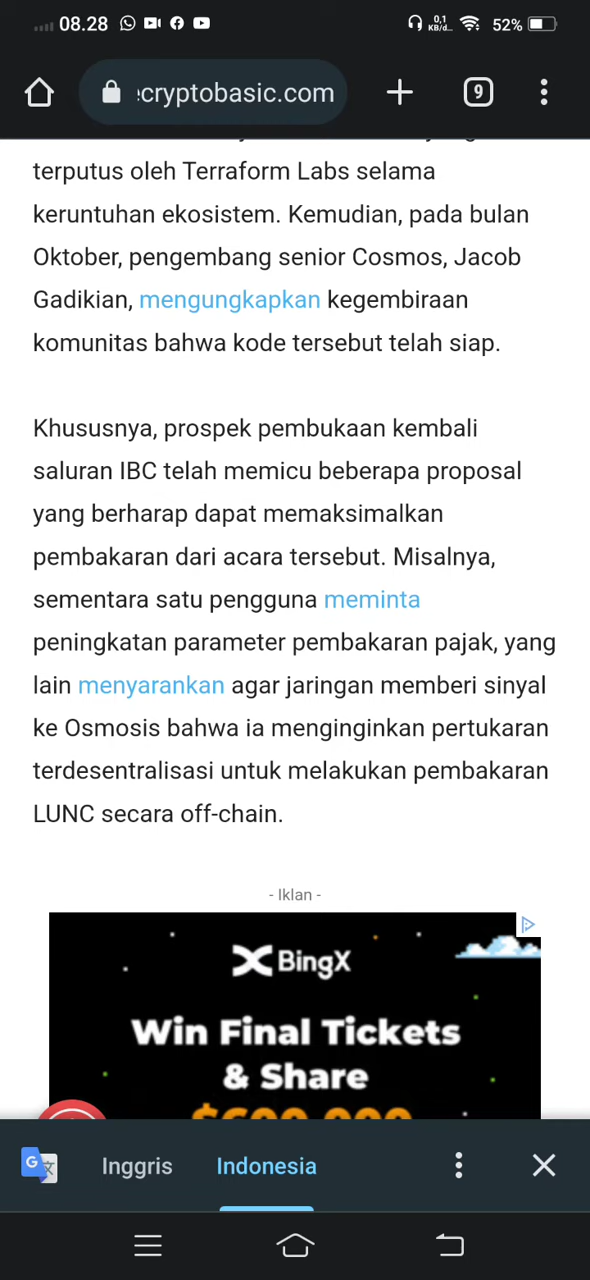 08.28
0,1
KB/d...
52%
:cryptobasic.com
9
terputus oleh Terraform Labs selama
keruntuhan ekosistem. Kemudian, pada bulan
Oktober, pengembang senior Cosmos, Jacob
Gadikian, mengungkapkan kegembiraan
komunitas bahwa kode tersebut telah siap.
Khususnya, prospek pembukaan kembali
saluran IBC telah memicu beberapa proposal
yang berharap dapat memaksimalkan
pembakaran dari acara tersebut. Misalnya,
sementara satu pengguna meminta
peningkatan parameter pembakaran pajak, yang
lain menyarankan agar jaringan memberi sinyal
ke Osmosis bahwa ia menginginkan pertukaran
terdesentralisasi untuk melakukan pembakaran
LUNC secara off-chain.
- Iklan -
BingX
Win Final Tickets
& Share
G
Inggris
Indonesia